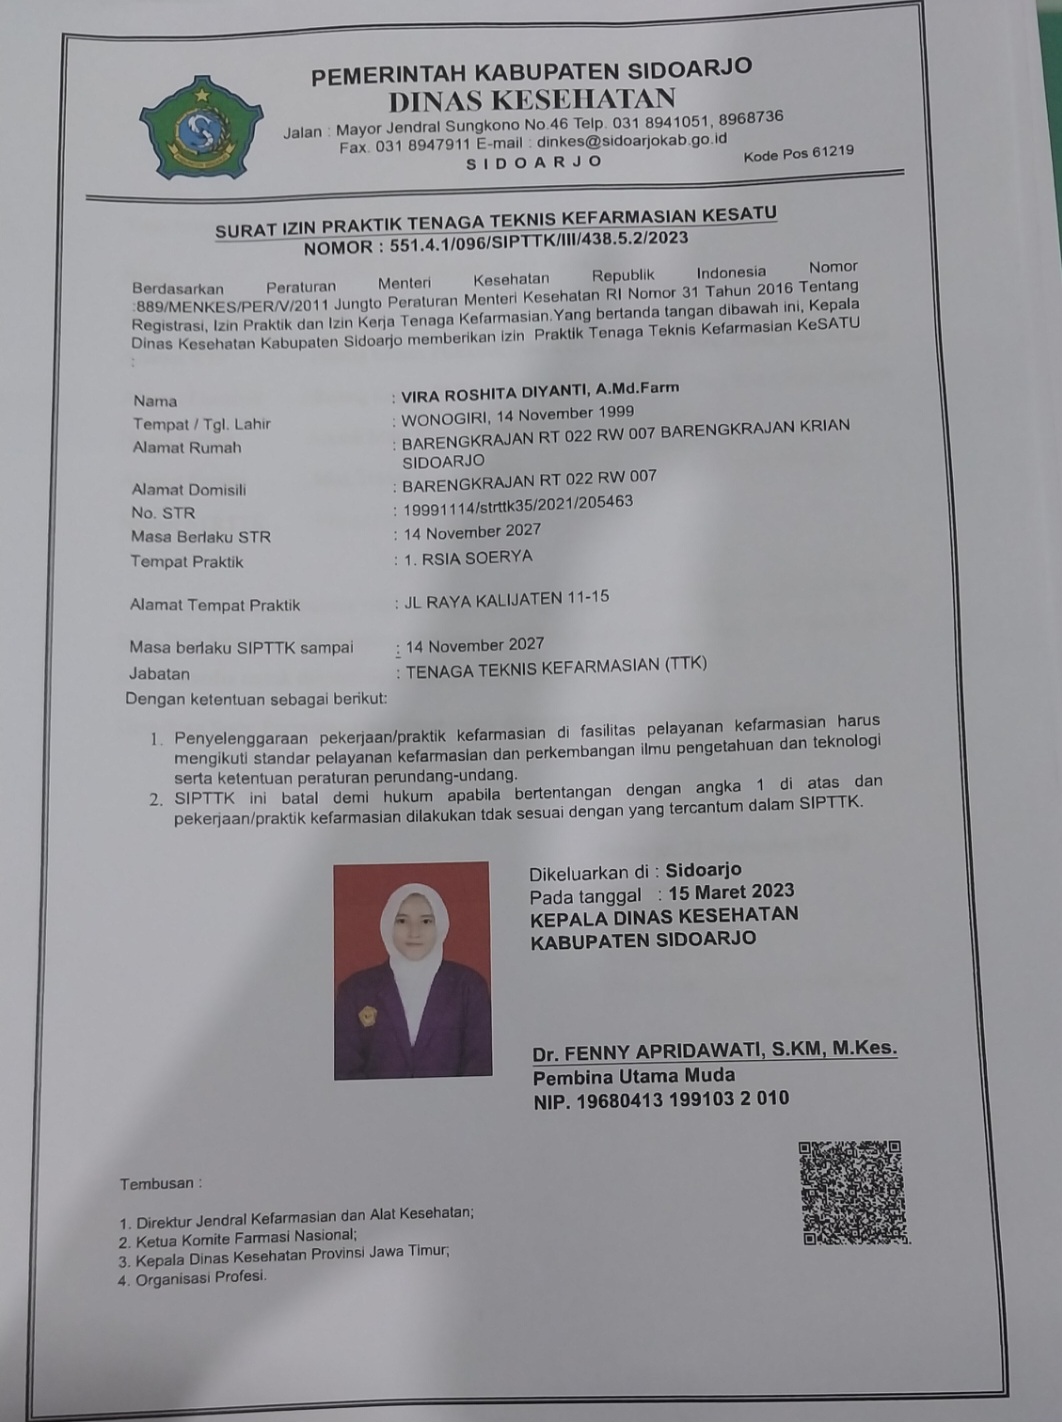 PEMERINTAH KABUPATEN SIDOARJO
DINAS KESEHATAN
Jalan : Mayor Jendral Sungkono No.46 Telp. 031 8941051, 8968736
Fax. 031 8947911 E-mail : dinkes@sidoarjokab.go.id
SIDOARJO
Kode Pos 61219
SURAT IZIN PRAKTIK TENAGA TEKNIS KEFARMASIAN KESATU
NOMOR : 551.4.1/096/SIPTTK/III/438.5.2/2023
Berdasarkan Peraturan Menteri Kesehatan Republik Indonesia Nomor
:889/MENKES/PER/V/2011 Jungto Peraturan Menteri Kesehatan RI Nomor 31 Tahun 2016 Tentang
Registrasi, Izin Praktik dan Izin Kerja Tenaga Kefarmasian.Yang bertanda tangan dibawah ini, Kepala
Dinas Kesehatan Kabupaten Sidoarjo memberikan izin Praktik Tenaga Teknis Kefarmasian KeSATU
:
Nama : VIRA ROSHITA DIYANTI, A.Md.Farm
Tempat / Tgl. Lahir : WONOGIRI, 14 November 1999
Alamat Rumah : BARENGKRAJAN RT 022 RW 007 BARENGKRAJAN KRIAN
SIDOARJO
Alamat Domisili : BARENGKRAJAN RT 022 RW 007
No. STR : 19991114/strttk35/2021/205463
Masa Berlaku STR : 14 November 2027
Tempat Praktik : 1. RSIA SOERYA
Alamat Tempat Praktik : JL RAYA KALIJATEN 11-15
Masa berlaku SIPTTK sampai : 14 November 2027
Jabatan : TENAGA TEKNIS KEFARMASIAN (TTK)
Dengan ketentuan sebagai berikut:
1. Penyelenggaraan pekerjaan/praktik kefarmasian di fasilitas pelayanan kefarmasian harus
mengikuti standar pelayanan kefarmasian dan perkembangan ilmu pengetahuan dan teknologi
serta ketentuan peraturan perundang-undang.
2. SIPTTK ini batal demi hukum apabila bertentangan dengan angka 1 di atas dan
pekerjaan/praktik kefarmasian dilakukan tdak sesuai dengan yang tercantum dalam SIPTTK.
Dikeluarkan di : Sidoarjo
Pada tanggal : 15 Maret 2023
KEPALA DINAS KESEHATAN
KABUPATEN SIDOARJO
Dr. FENNY APRIDAWATI, S.KM, M.Kes.
Pembina Utama Muda
NIP. 19680413 199103 2 010
Tembusan :
1. Direktur Jendral Kefarmasian dan Alat Kesehatan;
2. Ketua Komite Farmasi Nasional;
3. Kepala Dinas Kesehatan Provinsi Jawa Timur;
4. Organisasi Profesi.